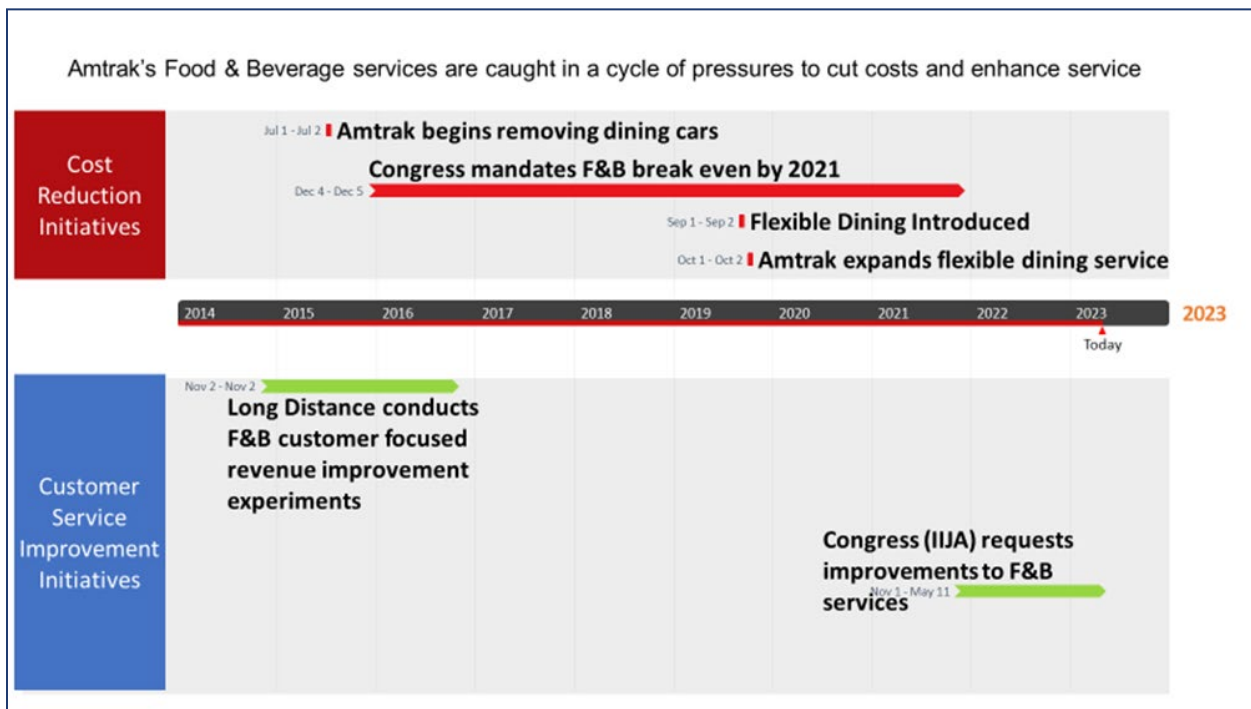 Amtrak's Food & Beverage services are caught in a cycle of pressures to cut costs and enhance service
Cost
Reduction
Initiatives
Jul 1 - Jul 2 Amtrak begins removing dining cars
Congress mandates F&B break even by 2021
Dec 4 - Dec 5
Sep 1 - Sep 2 Flexible Dining Introduced
Oct 1 - Oct 2 Amtrak expands flexible dining service
2014 2015 2016 2017 2018 2019 2020 2021 2022 2023 2023
Today
Customer
Service
Improvement
Initiatives
Nov 2 - Nov 2
Long Distance conducts
F&B customer focused
revenue improvement
experiments
Congress (IIJA) requests
improvements to F&B
services
Nov 1 - May 11